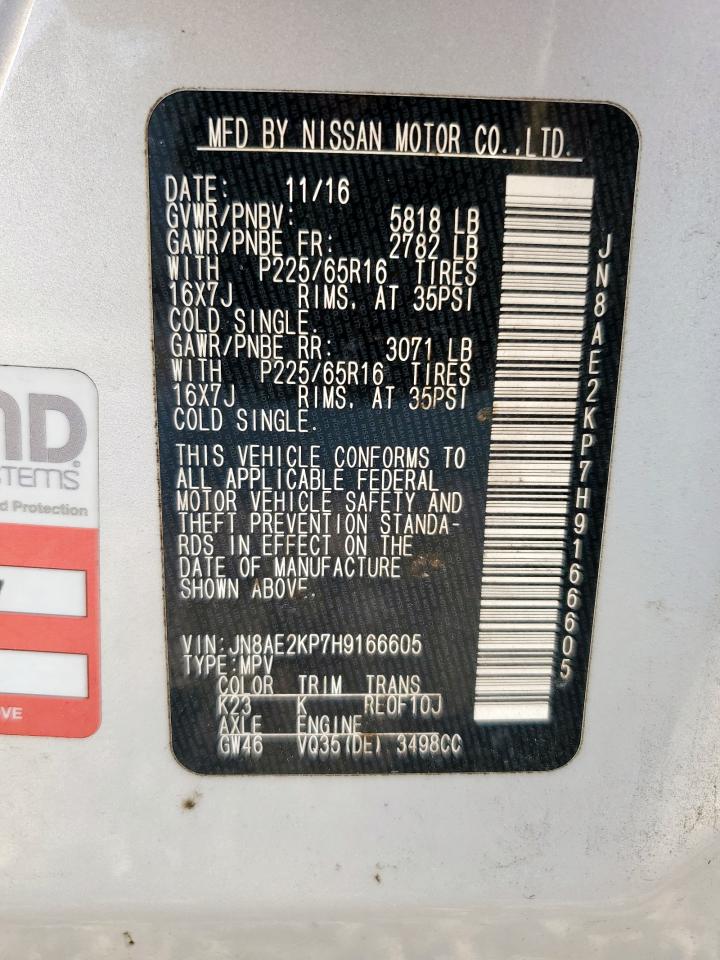 MFD BY NISSAN MOTOR CO.,LTD.
DATE: 11/16
GVWR/PNBV: 5818 LB
GAWR/PNBE FR: 2782 LB
WITH P225/65R16 TIRES
16X7J RIMS, AT 35PSI
COLD SINGLE.
GAWR/PNBE RR: 3071 LB
WITH P225/65R16 TIRES
16X7J RIMS, AT 35PSI
COLD SINGLE.
THIS VEHICLE CONFORMS TO
ALL APPLICABLE FEDERAL
MOTOR VEHICLE SAFETY AND
THEFT PREVENTION STANDA-
RDS IN EFFECT ON THE
DATE OF MANUFACTURE
SHOWN ABOVE.
VIN: JN8AE2KP7H9166605
TYPE:MPV
COLOR TRIM TRANS
K23 K RE0F10J
AXLE ENGINE
GW46 VQ35(DE) 3498CC
JN8AE2KP7H9166605
Protection